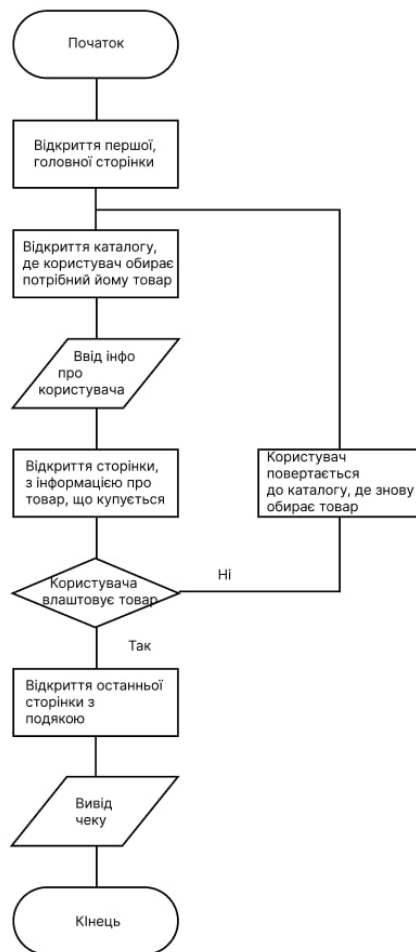 Початок
Відкриття першої,
головної сторінки
Відкриття каталогу,
де користувач обирає
потрібний йому товар
Ввід інфо
про
користувача
Відкриття сторінки,
з інформацією про
товар, що купується
Користувач
повертається
до каталогу, де знову
обирає товар
Користувача
влаштовує товар
Ні
Так
Відкриття останньої
сторінки з
подякою
Вивід
чеку
КІнець